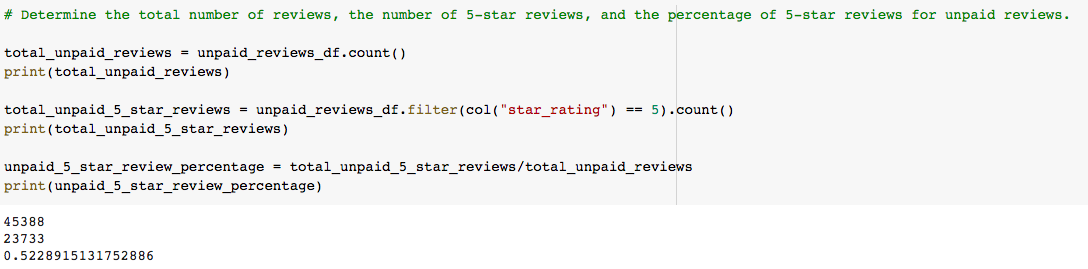 # Determine the total number of reviews, the number of 5-star reviews, and the percentage of 5-star reviews for unpaid reviews.
total_unpaid_reviews = unpaid_reviews_df.count()
print(total_unpaid_reviews)
total_unpaid_5_star_reviews = unpaid_reviews_df.filter(col("star_rating") == 5).count()
print(total_unpaid_5_star_reviews)
unpaid_5_star_review_percentage = total_unpaid_5_star_reviews/total_unpaid_reviews
print(unpaid_5_star_review_percentage)
45388
23733
0.5228915131752886